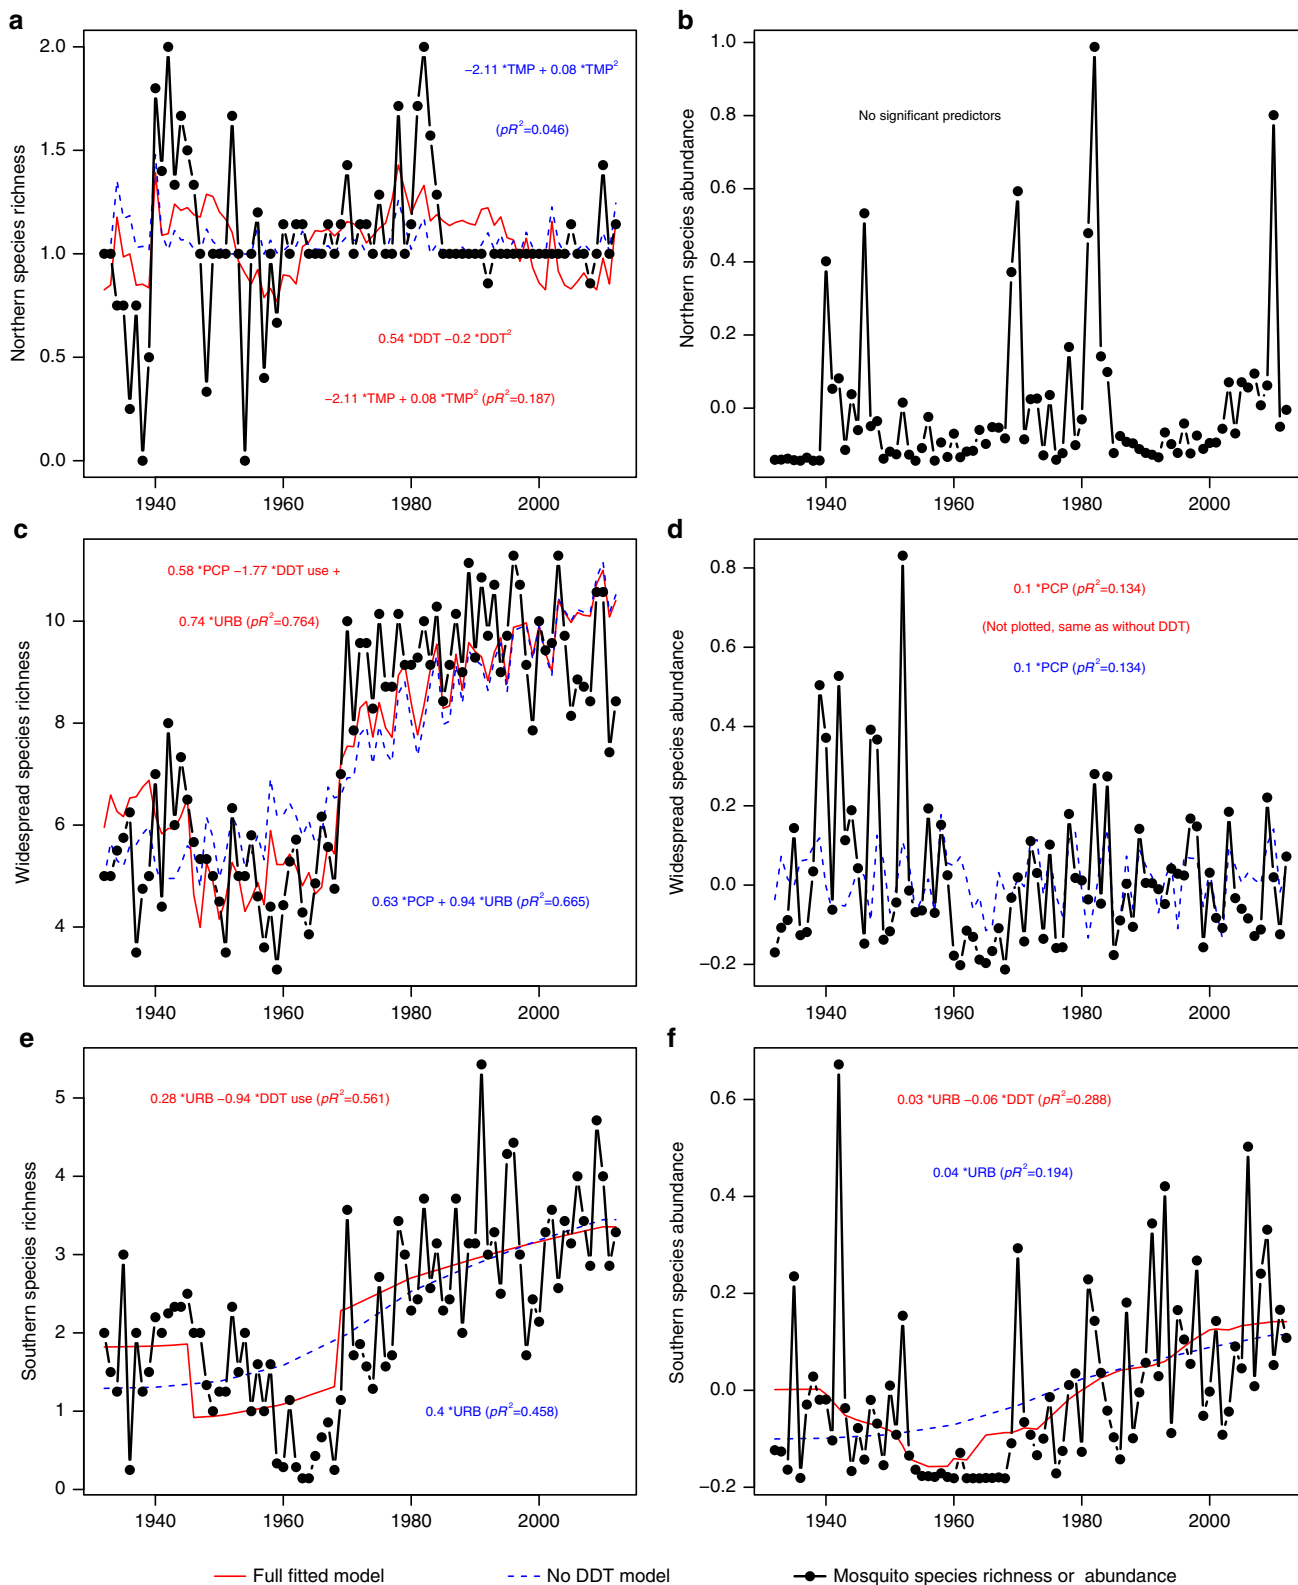 a
b
2.0
1.5
1.0
0.5
0.0
Northern species richness
−2.11 *TMP + 0.08 *TMP²
(pR²=0.046)
0.54 *DDT −0.2 *DDT²
−2.11 *TMP + 0.08 *TMP² (pR²=0.187)
1940 1960 1980 2000
1.0
0.8
0.6
0.4
0.2
0.0
Northern species abundance
No significant predictors
1940 1960 1980 2000
c
d
10
8
6
4
Widespread species richness
0.58 *PCP −1.77 *DDT use +
0.74 *URB (pR²=0.764)
0.63 *PCP + 0.94 *URB (pR²=0.665)
1940 1960 1980 2000
0.8
0.6
0.4
0.2
0.0
−0.2
Widespread species abundance
0.1 *PCP (pR²=0.134)
(Not plotted, same as without DDT)
0.1 *PCP (pR²=0.134)
1940 1960 1980 2000
e
f
5
4
3
2
1
0
Southern species richness
0.28 *URB −0.94 *DDT use (pR²=0.561)
0.4 *URB (pR²=0.458)
1940 1960 1980 2000
0.6
0.4
0.2
0.0
−0.2
Southern species abundance
0.03 *URB −0.06 *DDT (pR²=0.288)
0.04 *URB (pR²=0.194)
1940 1960 1980 2000
Full fitted model
No DDT model
Mosquito species richness or abundance